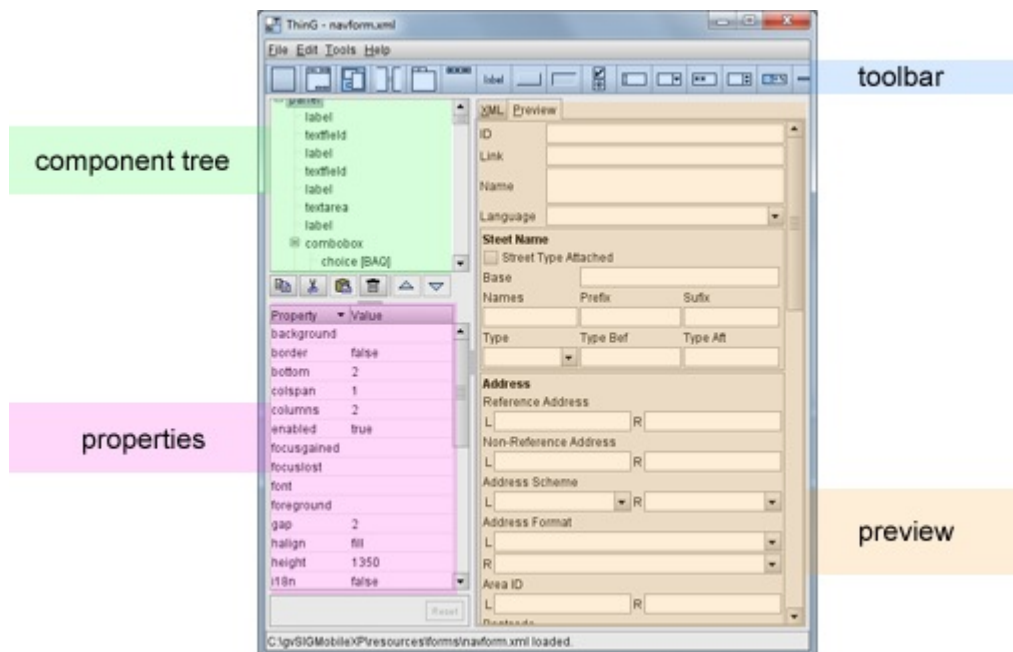 ThinG - navform.xml
File Edit Tools Help
label
toolbar
panel
label
textfield
label
textfield
label
textarea
label
combobox
choice [BAQ]
component tree
Property Value
background
border false
bottom 2
colspan 1
columns 2
enabled true
focusgained
focuslost
font
foreground
gap 2
halign fill
height 1350
i18n false
properties
Reset
XML Preview
ID
Link
Name
Language
Steet Name
Street Type Attached
Base
Names Prefix Sufix
Type Type Bef Type Aft
Address
Reference Address
L R
Non-Reference Address
L R
Address Scheme
L R
Address Format
L
R
Area ID
L R
preview
C:\gvSIGMobileXP\resources\forms\navform.xml loaded.